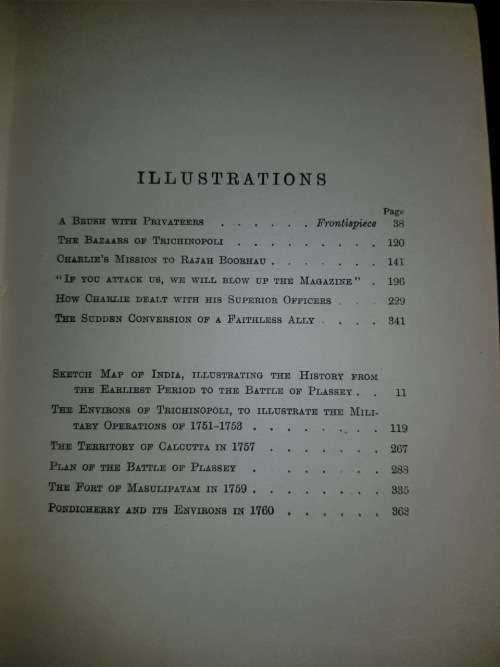 ILLUSTRATIONS
Page
A Brush with Privateers . . . . . . Frontispiece 38
The Bazaars of Trichinopoli . . . . . . . . . 120
Charlie's Mission to Rajah Boorhau . . . . . . . 141
"If you attack us, we will blow up the Magazine" . 196
How Charlie dealt with his Superior Officers . . . 229
The Sudden Conversion of a Faithless Ally . . . . 341
Sketch Map of India, illustrating the History from
the Earliest Period to the Battle of Plassey . . 11
The Environs of Trichinopoli, to illustrate the Mili-
tary Operations of 1751-1753 . . . . . . . . 119
The Territory of Calcutta in 1757 . . . . . . . 267
Plan of the Battle of Plassey . . . . . . . 288
The Fort of Masulipatam in 1759 . . . . . . . 335
Pondicherry and its Environs in 1760 . . . . . . 363